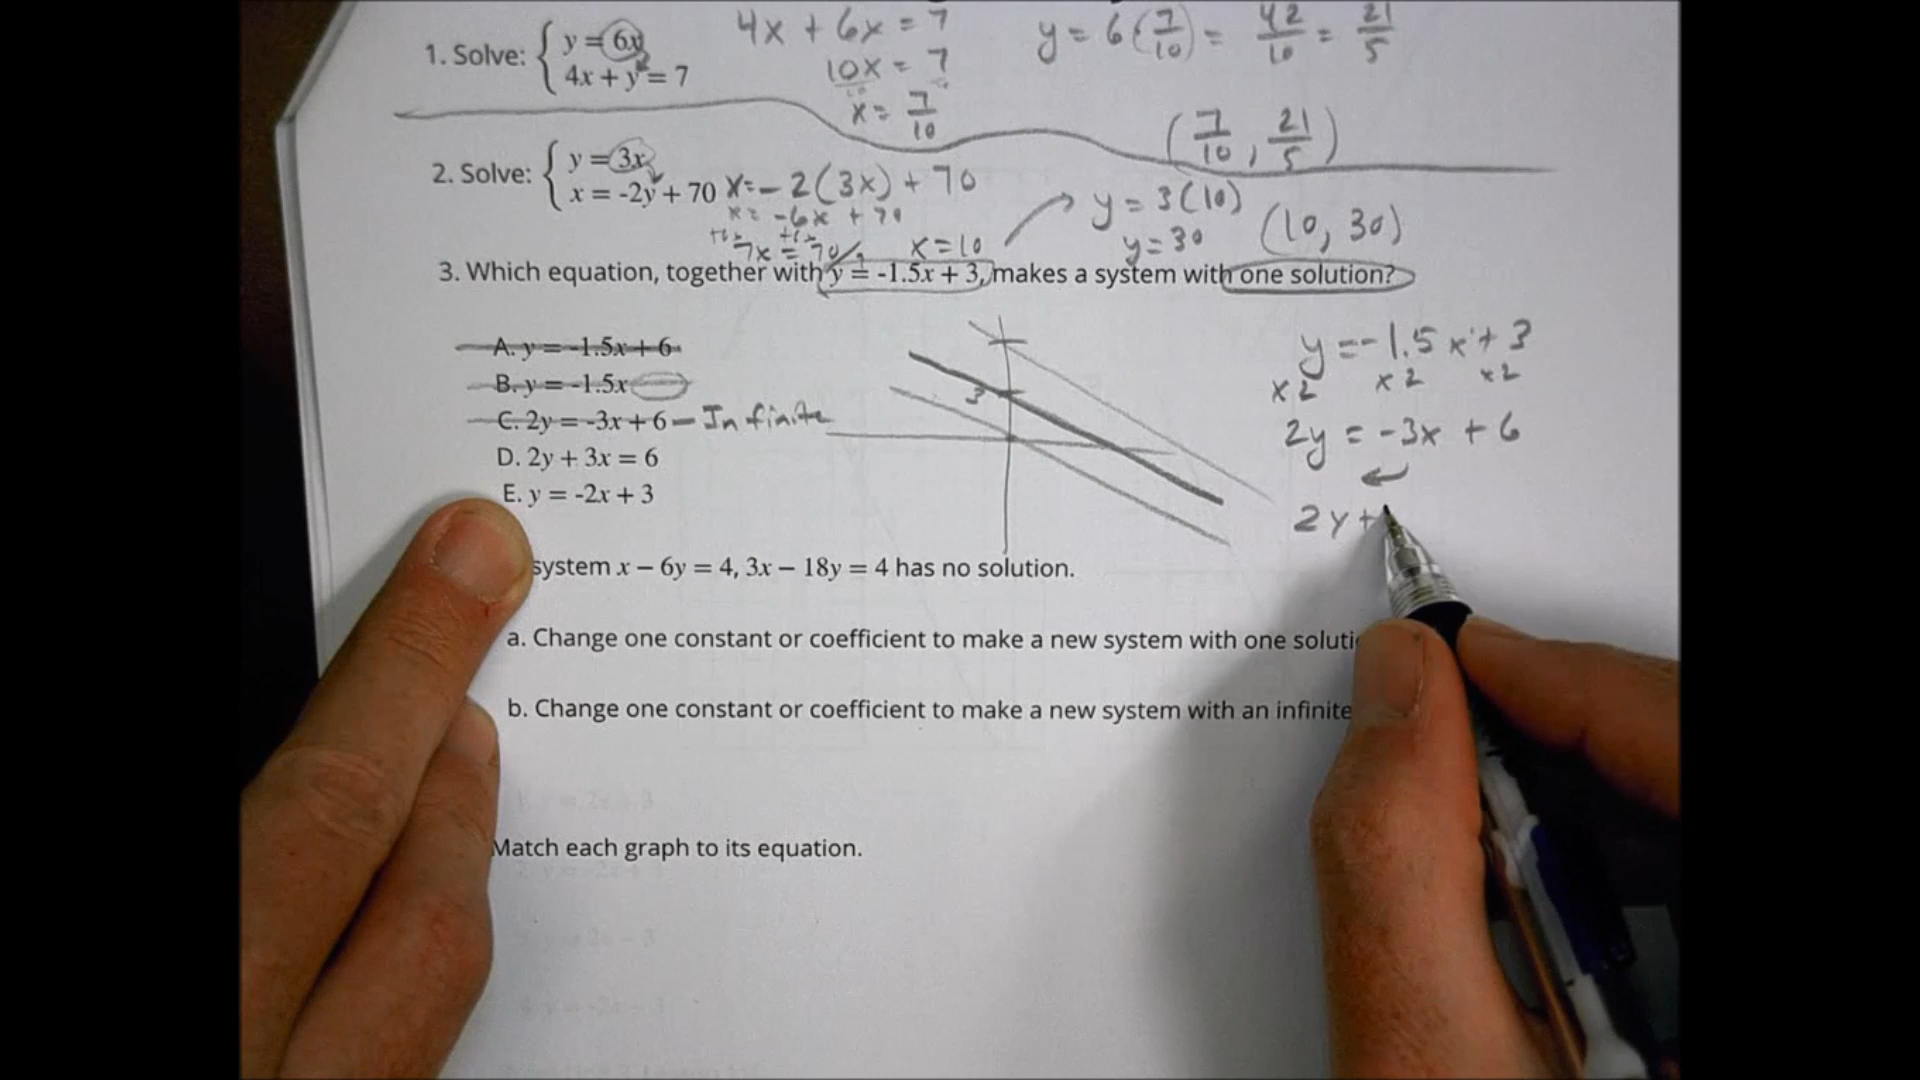 1. Solve: { y = 6x
4x + y = 7
4x + 6x = 7
10x = 7
x = 7/10
y = 6(7/10) = 42/10 = 21/5
(7/10, 21/5)
2. Solve: { y = 3x
x = -2y + 70
x = -2(3x) + 70
x = -6x + 70
+6x +6x
7x = 70/7
x = 10
y = 3(10)
y = 30
(10, 30)
3. Which equation, together with y = -1.5x + 3, makes a system with one solution?
A. y = -1.5x + 6
B. y = -1.5x
C. 2y = -3x + 6 - Infinite
D. 2y + 3x = 6
E. y = -2x + 3
3
y = -1.5x + 3
x2 x2 x2
2y = -3x + 6
2y +
system x – 6y = 4, 3x – 18y = 4 has no solution.
a. Change one constant or coefficient to make a new system with one
b. Change one constant or coefficient to make a new system with an infinite
Match each graph to its equation.